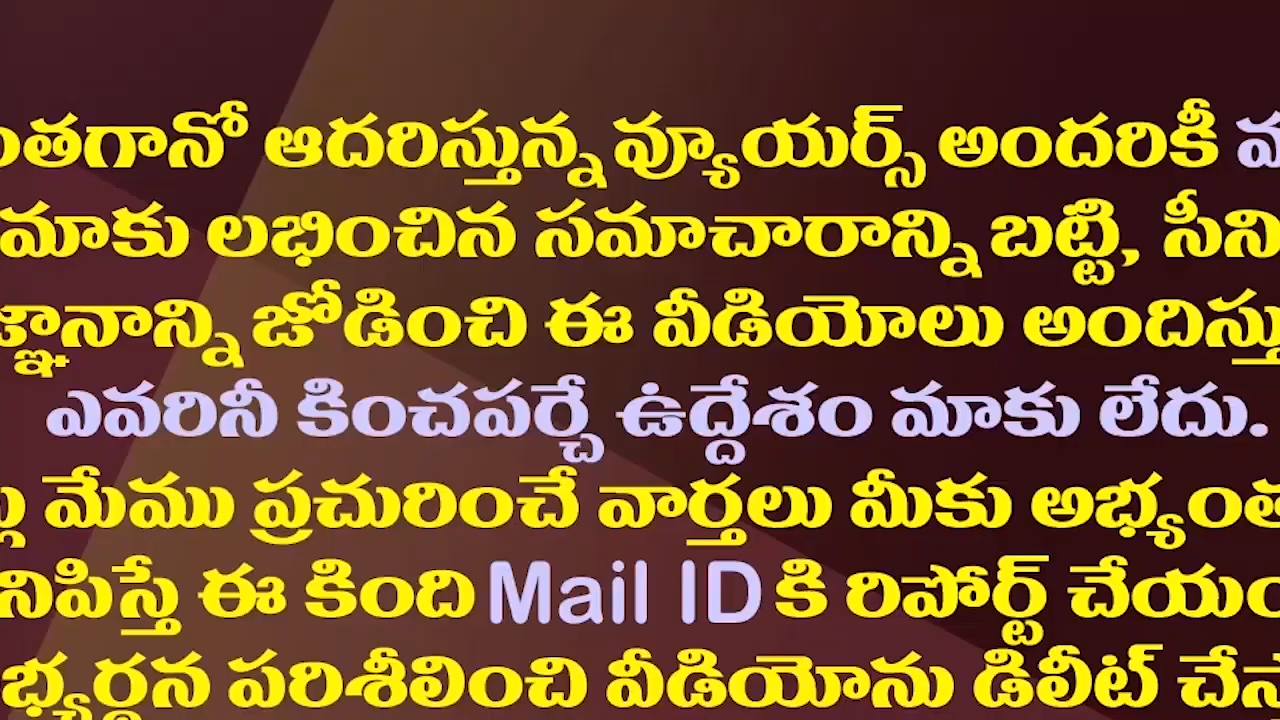 ంతగానో ఆదరిస్తున్న వ్యూయర్స్ అందరికీ
మాకు లభించిన సమాచారాన్ని బట్టి, సీని
జ్ఞానాన్ని జోడించి ఈ వీడియోలు అందిస్తు
ఎవరినీ కించపర్చే ఉద్దేశం మాకు లేదు.
మేము ప్రచురించే వార్తలు మీకు అభ్యంత
నిపిస్తే ఈ కింది Mail ID కి రిపోర్ట్ చేయం
భ్యర్థన పరిశీలించి వీడియోను డిలీట్ చేస